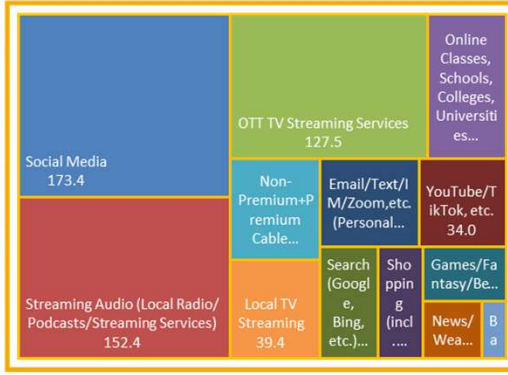 Social Media
173.4
Streaming Audio (Local Radio/
Podcasts/Streaming Services)
152.4
OTT TV Streaming Services
127.5
Online
Classes,
Schools,
Colleges,
Universiti
es...
Non-
Premium+P
remium
Cable...
Local TV
Streaming
39.4
Email/Text/I
M/Zoom,etc.
(Personal...
YouTube/T
ikTok, etc.
34.0
Search
(Googl
e,
Bing,
etc.)...
Sho
ppin
g
(incl
....
Games/Fa
ntasy/Be...
News/
Wea...
B
a